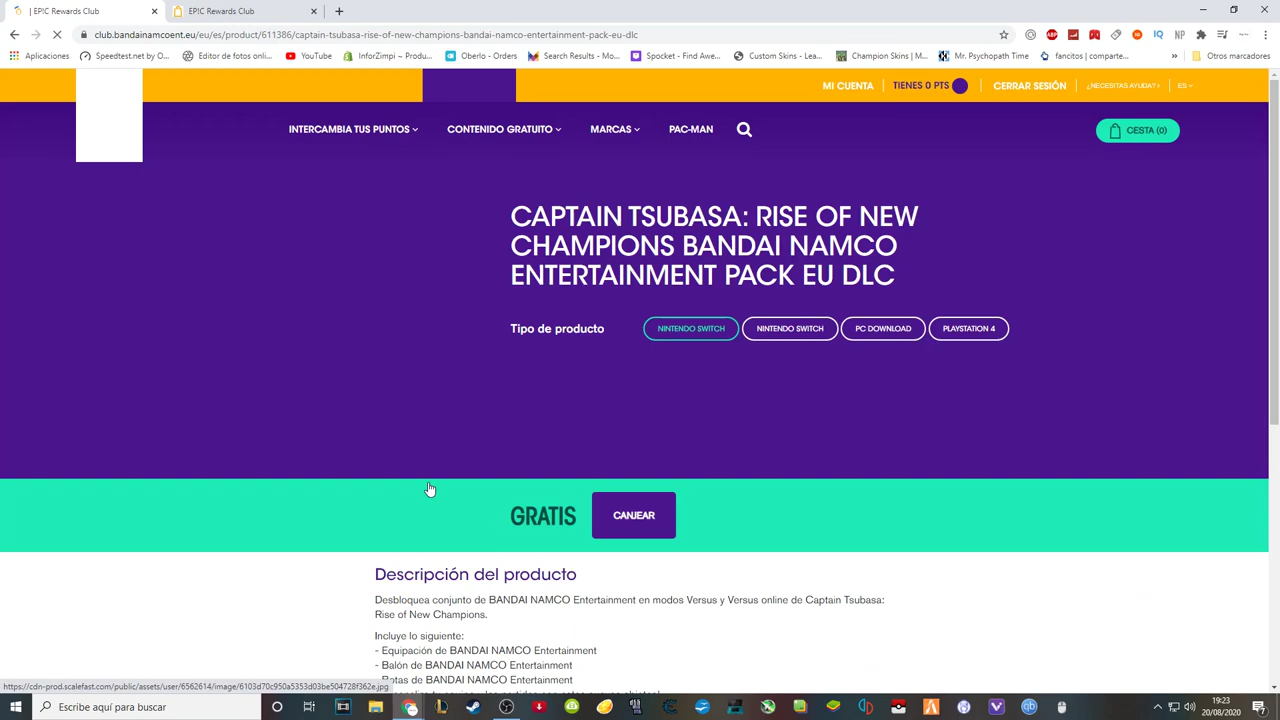 | EP!C Rewards Club
EP!C Rewards Club
club.bandainamcoent.eu/eu/es/product/611386/captain-tsubasa-rise-of-new-champions-bandai-namco-entertainment-pack-eu-dlc
Aplicaciones
Speedtest.net by O...
Editor de fotos onli...
YouTube
InforZimpi ~ Produ...
Oberlo - Orders
Search Results - Mo...
Spocket - Find Awe...
Custom Skins | Lea...
Champion Skins | M...
Mr. Psychopath Time
fancitos | comparte...
»
Otros marcadores
MI CUENTA
TIENES 0 PTS
CERRAR SESIÓN
¿NECESITAS AYUDA?
ES
INTERCAMBIA TUS PUNTOS
CONTENIDO GRATUITO
MARCAS
PAC-MAN
CESTA (0)
CAPTAIN TSUBASA: RISE OF NEW
CHAMPIONS BANDAI NAMCO
ENTERTAINMENT PACK EU DLC
Tipo de producto
NINTENDO SWITCH
NINTENDO SWITCH
PC DOWNLOAD
PLAYSTATION 4
GRATIS
CANJEAR
Descripción del producto
Desbloquea conjunto de BANDAI NAMCO Entertainment en modos Versus y Versus online de Captain Tsubasa:
Rise of New Champions.
Incluye lo siguiente:
- Equipación de BANDAI NAMCO Entertainment
- Balón de BANDAI NAMCO Entertainment
- Botas de BANDAI NAMCO Entertainment
https://cdn-prod.scalefast.com/public/assets/user/6562614/image/6103d70c950a5353d03be504728f362e.jpg
Escribe aquí para buscar
19:23
20/08/2020